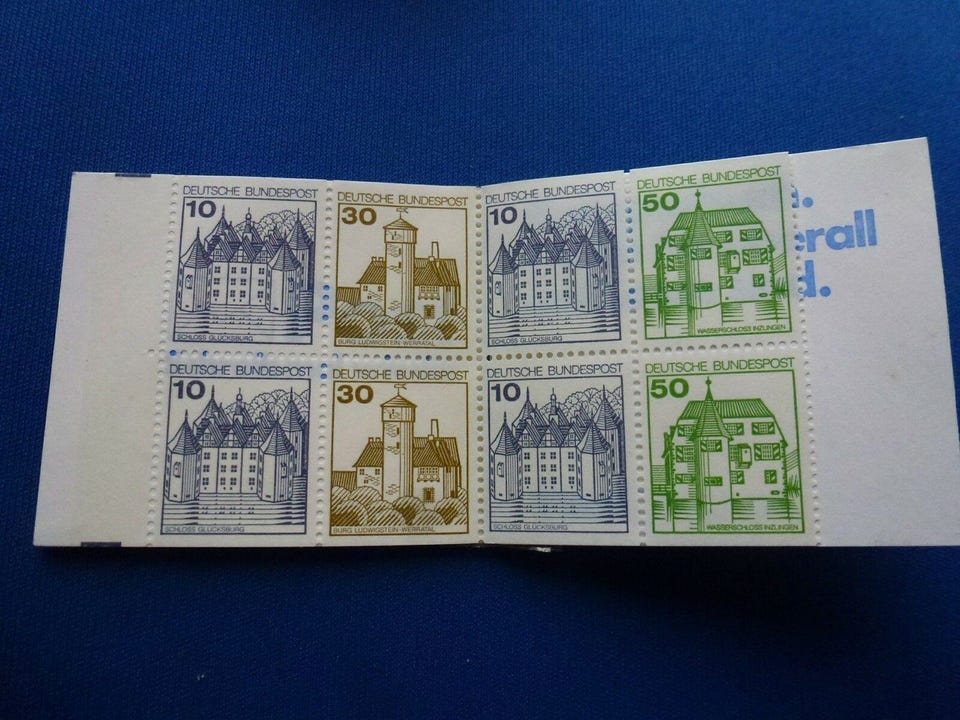 DEUTSCHE BUNDESPOST
10
SCHLOSS GLÜCKSBURG
DEUTSCHE BUNDESPOST
30
BURG LUDWIGSTEIN-WERRATAL
DEUTSCHE BUNDESPOST
10
SCHLOSS GLÜCKSBURG
DEUTSCHE BUNDESPOST
50
WASSERSCHLOSS INZLINGEN
DEUTSCHE BUNDESPOST
10
SCHLOSS GLÜCKSBURG
DEUTSCHE BUNDESPOST
30
BURG LUDWIGSTEIN-WERRATAL
DEUTSCHE BUNDESPOST
10
SCHLOSS GLÜCKSBURG
DEUTSCHE BUNDESPOST
50
WASSERSCHLOSS INZLINGEN